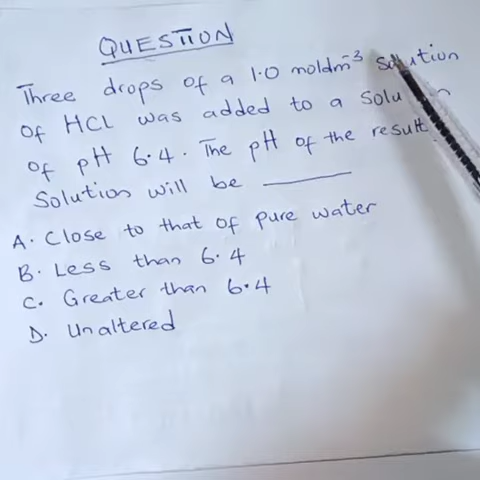 QUESTION
Three drops of a 1.0 moldm⁻³ solution
of HCL was added to a
of pH 6.4. The pH of the
Solution will be ______
A. Close to that of pure water
B. Less than 6.4
C. Greater than 6.4
D. Unaltered